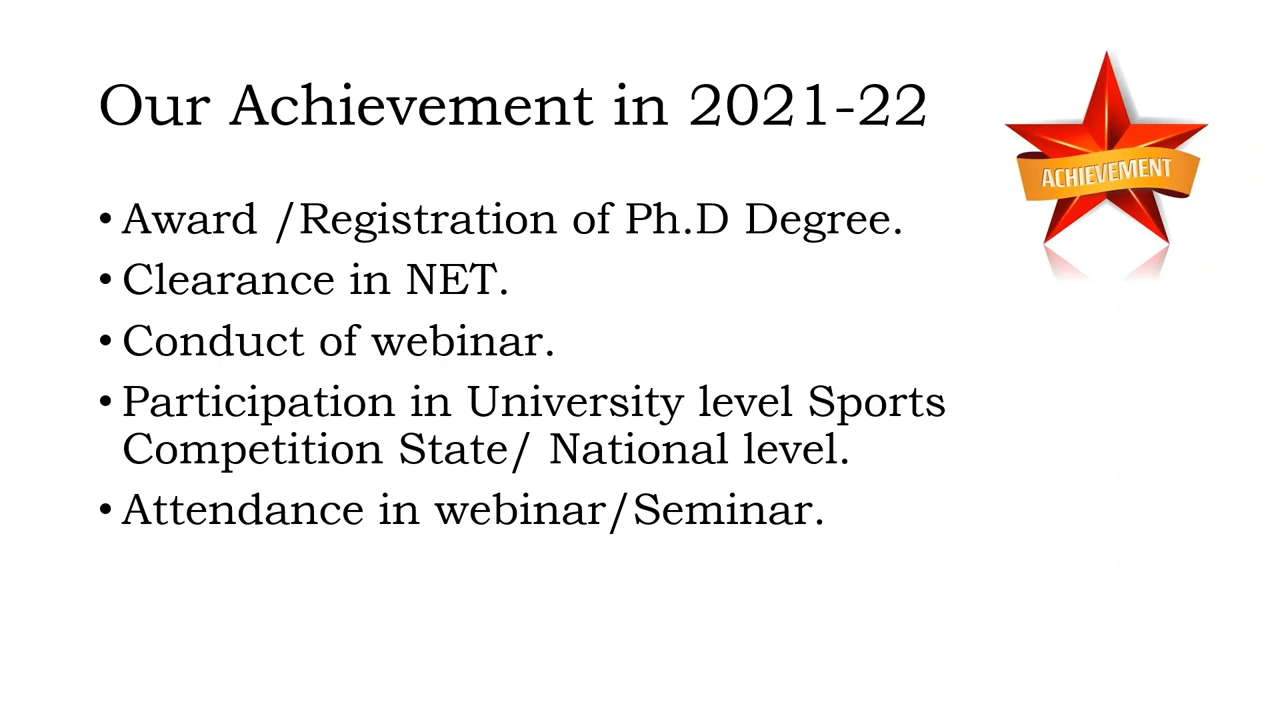 Our Achievement in 2021-22
ACHIEVEMENT
• Award /Registration of Ph.D Degree.
• Clearance in NET.
• Conduct of webinar.
• Participation in University level Sports
Competition State/ National level.
• Attendance in webinar/Seminar.